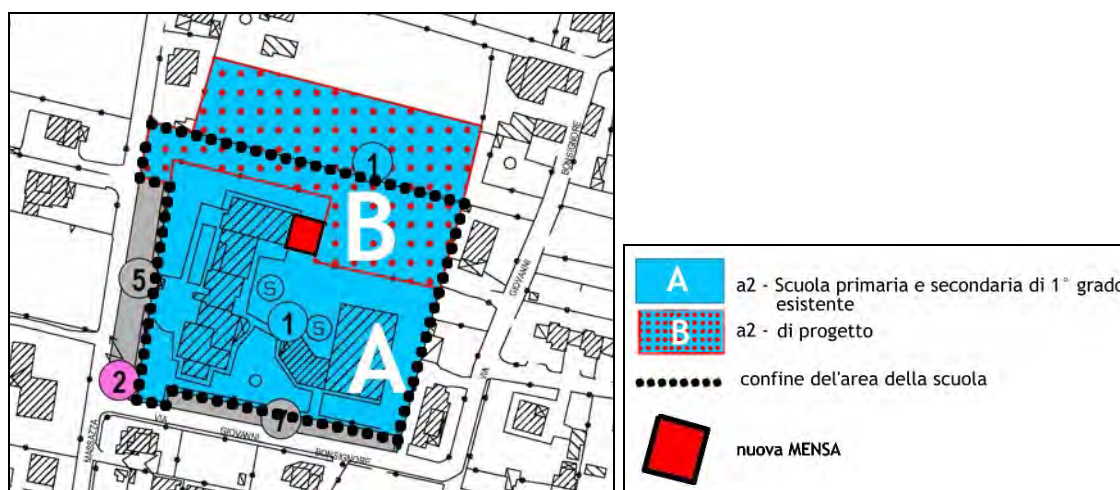 BONSIGNORE
GIOVANNI
VIA
1
B
5
S
1
S
A
2
7
VIA
GIOVANNI
BONSIGNORE
MASSAZZA
A
a2 - Scuola primaria e secondaria di 1° grado
esistente
B
a2 - di progetto
confine del'area della scuola
nuova MENSA